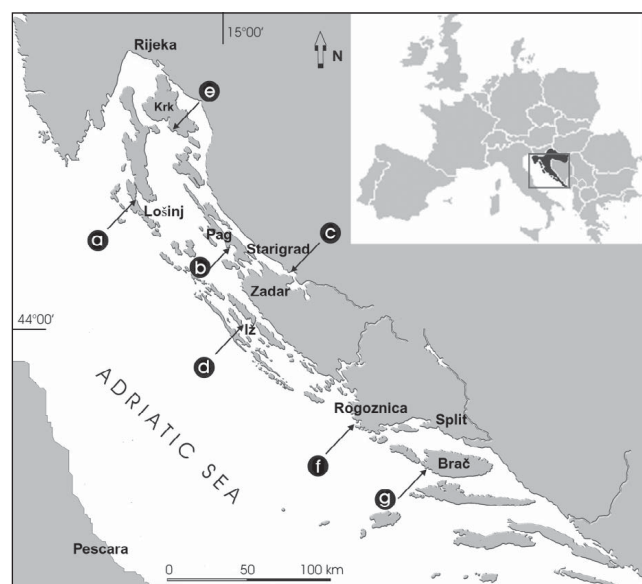 15°00'
Rijeka
N
Krk
e
Lošinj
a
Pag
Starigrad
c
b
Zadar
44°00'
Iž
d
ADRIATIC SEA
Rogoznica
Split
f
Brač
g
Pescara
0 50 100 km